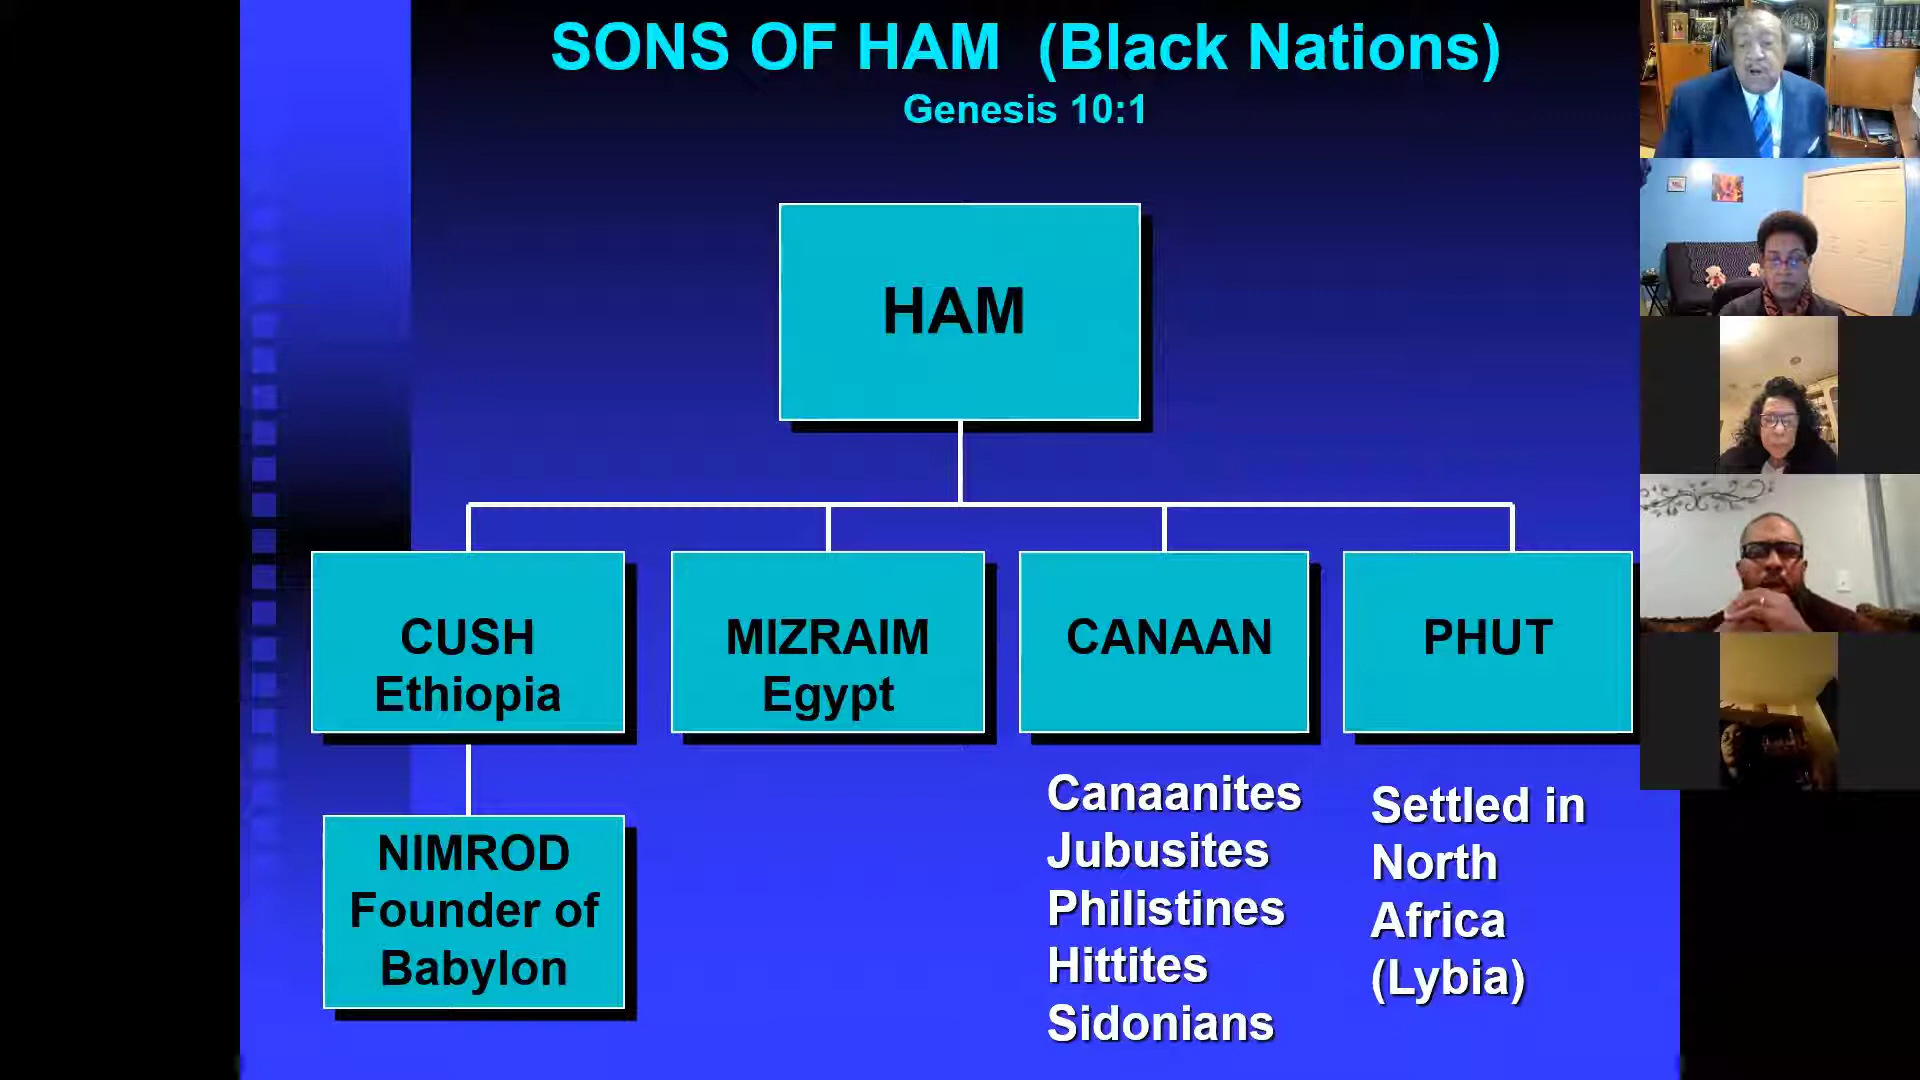 SONS OF HAM (Black Nations)
Genesis 10:1
HAM
CUSH
Ethiopia
MIZRAIM
Egypt
CANAAN
PHUT
NIMROD
Founder of
Babylon
Canaanites
Jubusites
Philistines
Hittites
Sidonians
Settled in
North
Africa
(Lybia)